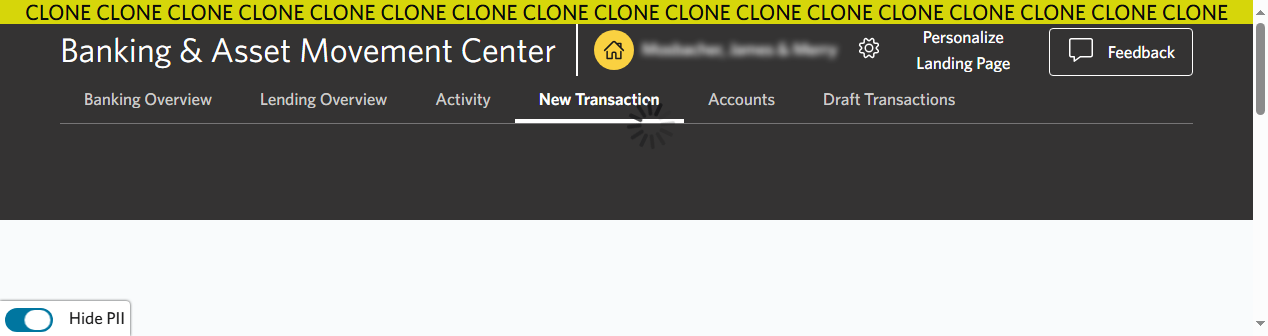 CLONE CLONE CLONE CLONE CLONE CLONE CLONE CLONE CLONE CLONE CLONE CLONE CLONE CLONE CLONE CLONE CLONE
Banking & Asset Movement Center
Personalize
Landing Page
Feedback
Banking Overview Lending Overview Activity New Transaction Accounts Draft Transactions
Hide PII